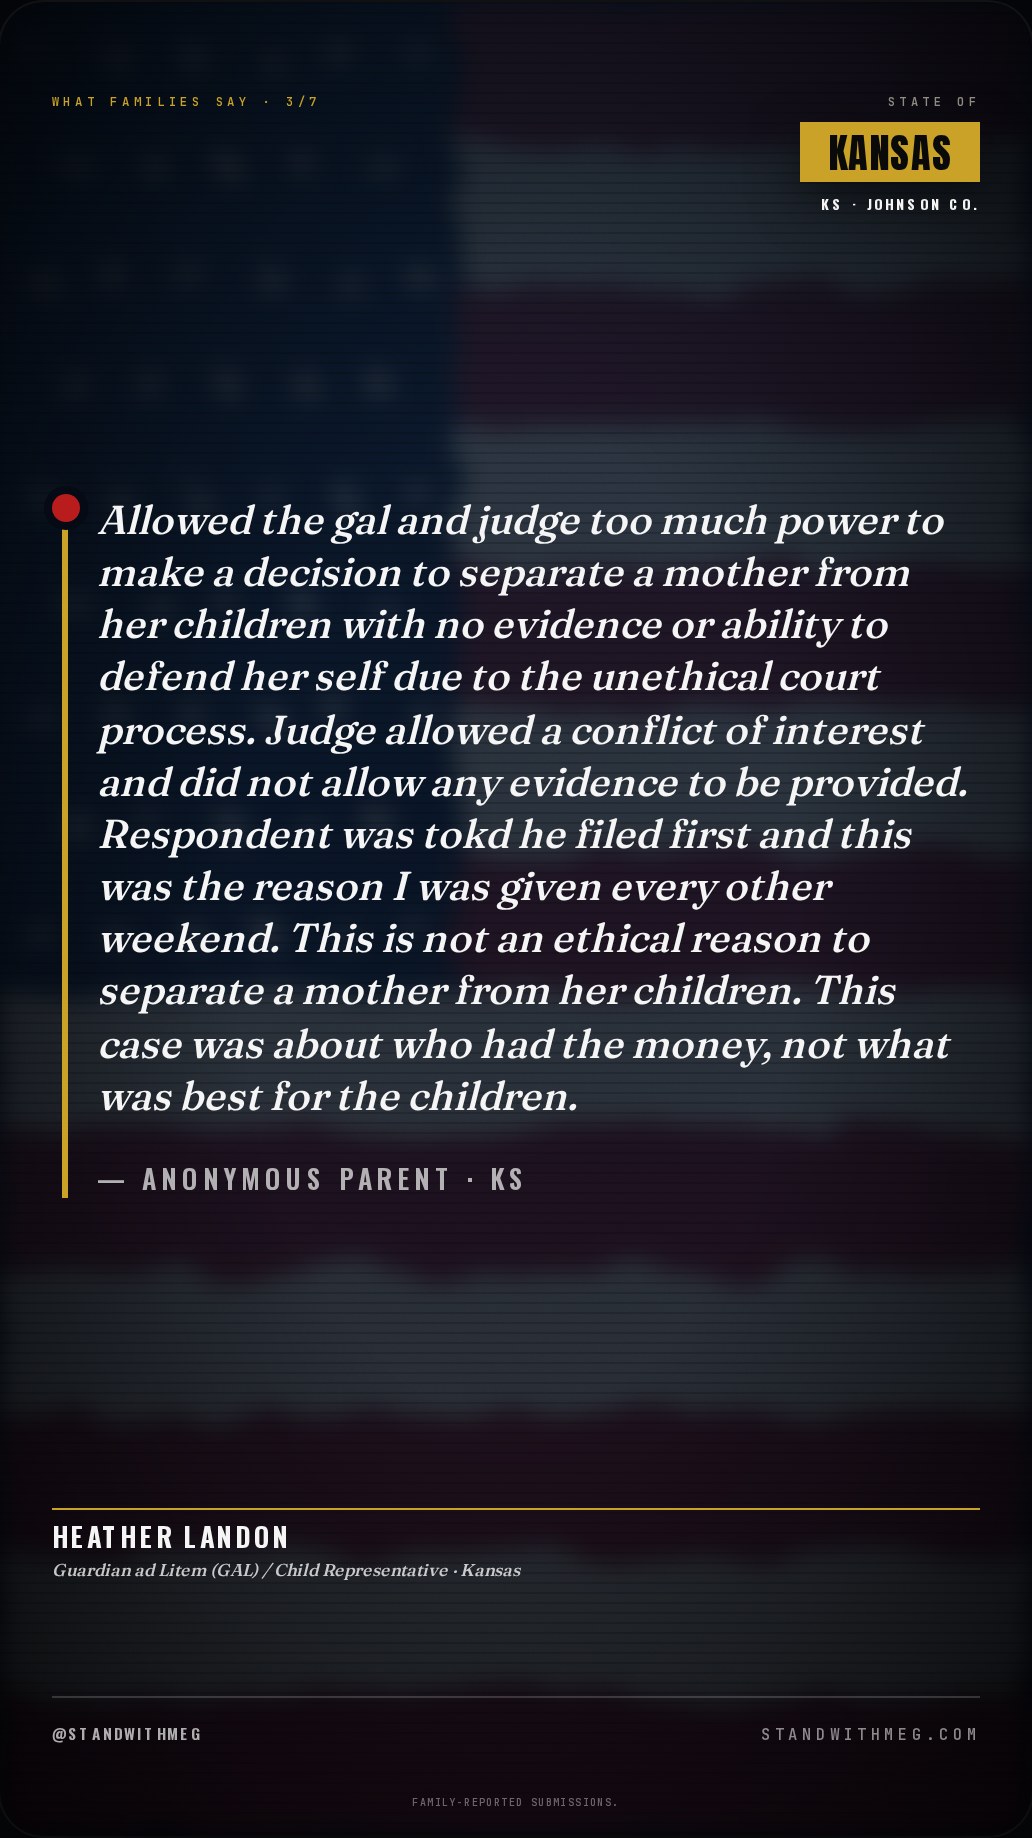 WHAT FAMILIES SAY · 3/7
STATE OF
KANSAS
KS · JOHNSON CO.
Allowed the gal and judge too much power to
make a decision to separate a mother from
her children with no evidence or ability to
defend her self due to the unethical court
process. Judge allowed a conflict of interest
and did not allow any evidence to be provided.
Respondent was tokd he filed first and this
was the reason I was given every other
weekend. This is not an ethical reason to
separate a mother from her children. This
case was about who had the money, not what
was best for the children.
— ANONYMOUS PARENT · KS
HEATHER LANDON
Guardian ad Litem (GAL) / Child Representative · Kansas
@STANDWITHMEG
STANDWITHMEG.COM
FAMILY-REPORTED SUBMISSIONS.